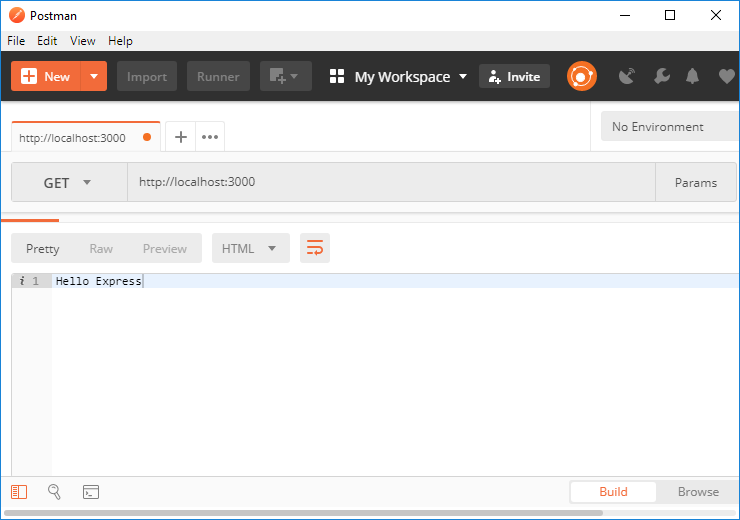 Postman
File Edit View Help
New Import Runner My Workspace Invite
http://localhost:3000 No Environment
GET http://localhost:3000 Params
Pretty Raw Preview HTML
i 1 Hello Express
Build Browse